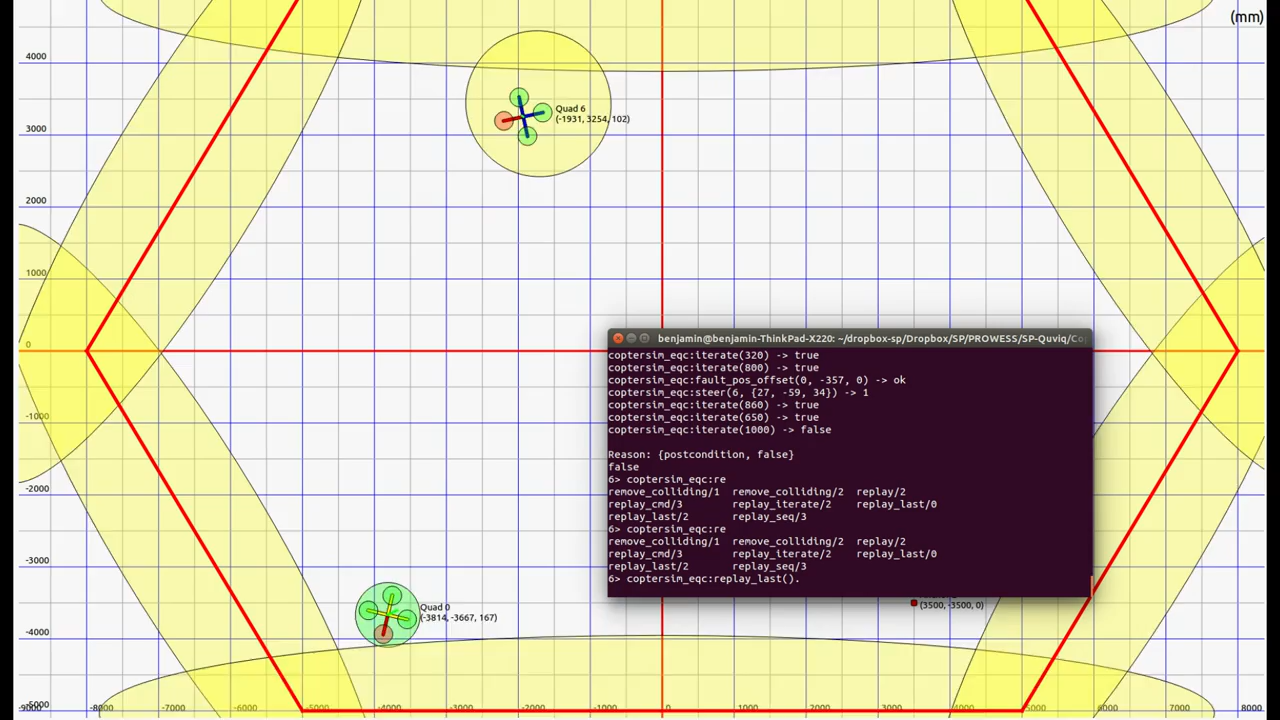 (mm)
4000
3000
2000
1000
0
-1000
-2000
-3000
-4000
-5000
Quad 6
(-1931, 3254, 102)
benjamin@benjamin-ThinkPad-X220: ~/dropbox-sp/Dropbox/SP/PROWESS/SP-Quviq/Co
coptersim_eqc:iterate(320) -> true
coptersim_eqc:iterate(800) -> true
coptersim_eqc:fault_pos_offset(0, -357, 0) -> ok
coptersim_eqc:steer(6, {27, -59, 34}) -> 1
coptersim_eqc:iterate(860) -> true
coptersim_eqc:iterate(650) -> true
coptersim_eqc:iterate(1000) -> false
Reason: {postcondition, false}
false
6> coptersim_eqc:re
remove_colliding/1 remove_colliding/2 replay/2
replay_cmd/3 replay_iterate/2 replay_last/0
replay_last/2 replay_seq/3
6> coptersim_eqc:re
remove_colliding/1 remove_colliding/2 replay/2
replay_cmd/3 replay_iterate/2 replay_last/0
replay_last/2 replay_seq/3
6> coptersim_eqc:replay_last().
Quad 0
(-3814, -3667, 167)
(3500, -3500, 0)
-9000 -8000 -7000 -6000 -5000 -4000 -3000 -2000 -1000 0 1000 2000 3000 4000 5000 6000 7000 8000